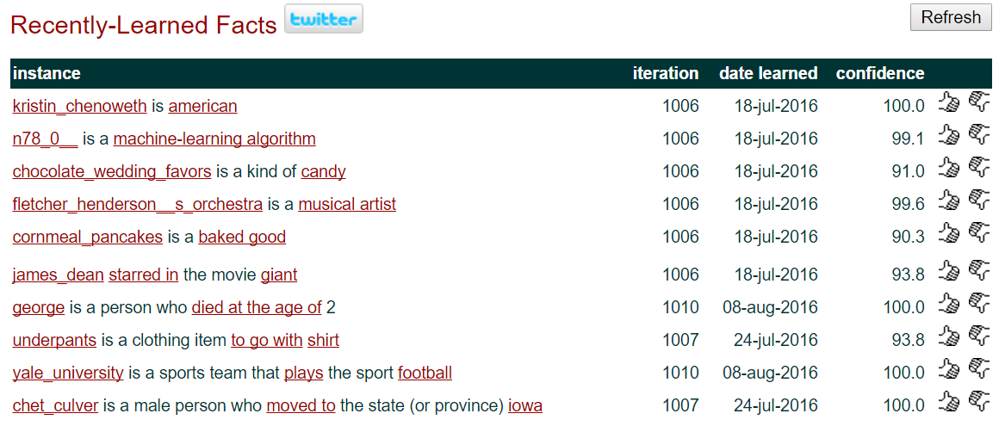 Recently-Learned Facts twitter Refresh
instance iteration date learned confidence
kristin_chenoweth is american 1006 18-jul-2016 100.0
n78_0__ is a machine-learning algorithm 1006 18-jul-2016 99.1
chocolate_wedding_favors is a kind of candy 1006 18-jul-2016 91.0
fletcher_henderson__s_orchestra is a musical artist 1006 18-jul-2016 99.6
cornmeal_pancakes is a baked good 1006 18-jul-2016 90.3
james_dean starred in the movie giant 1006 18-jul-2016 93.8
george is a person who died at the age of 2 1010 08-aug-2016 100.0
underpants is a clothing item to go with shirt 1007 24-jul-2016 93.8
yale_university is a sports team that plays the sport football 1010 08-aug-2016 100.0
chet_culver is a male person who moved to the state (or province) iowa 1007 24-jul-2016 100.0